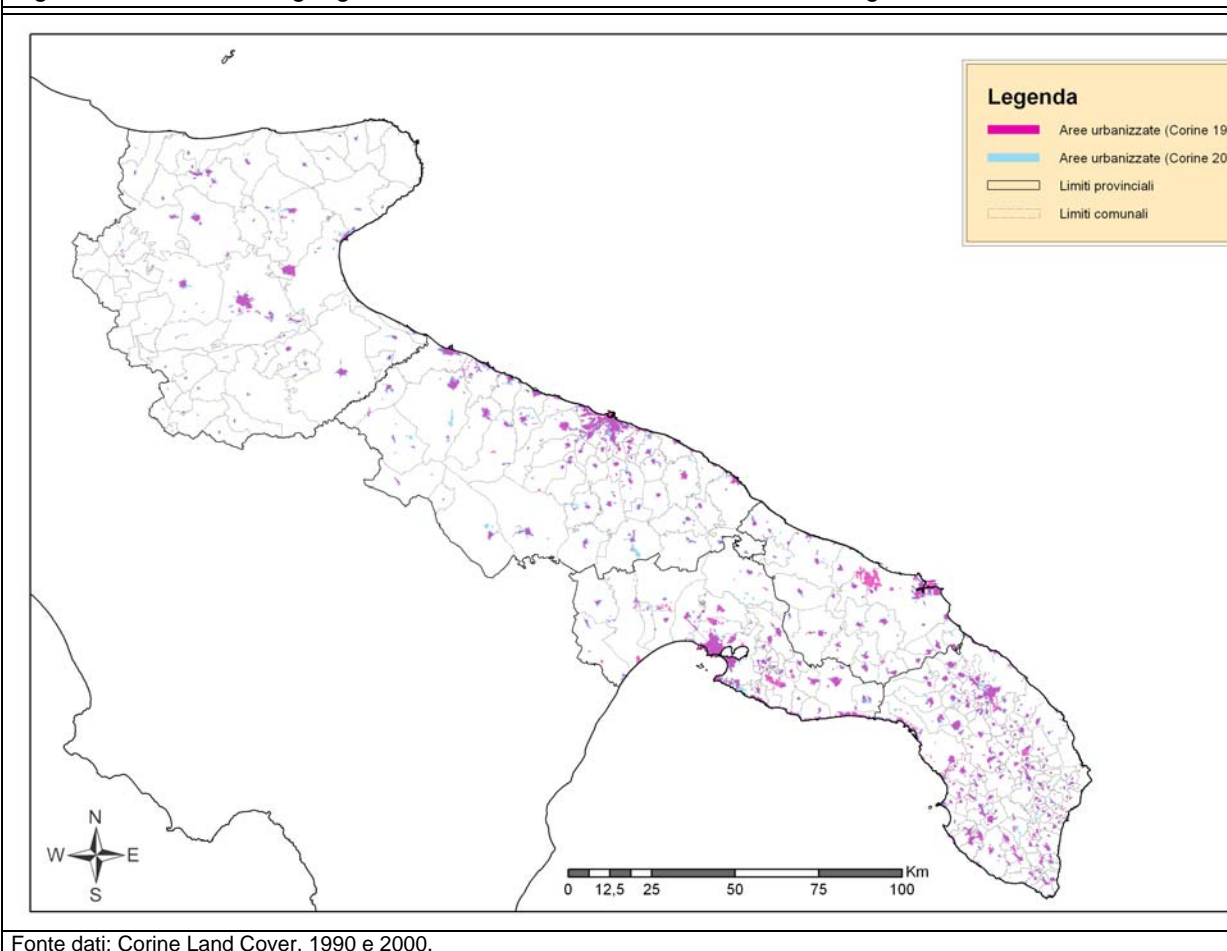 Legenda
Aree urbanizzate (Corine 19
Aree urbanizzate (Corine 20
Limiti provinciali
Limiti comunali
N
W E
S
Km
0 12,5 25 50 75 100
Fonte dati: Corine Land Cover, 1990 e 2000.